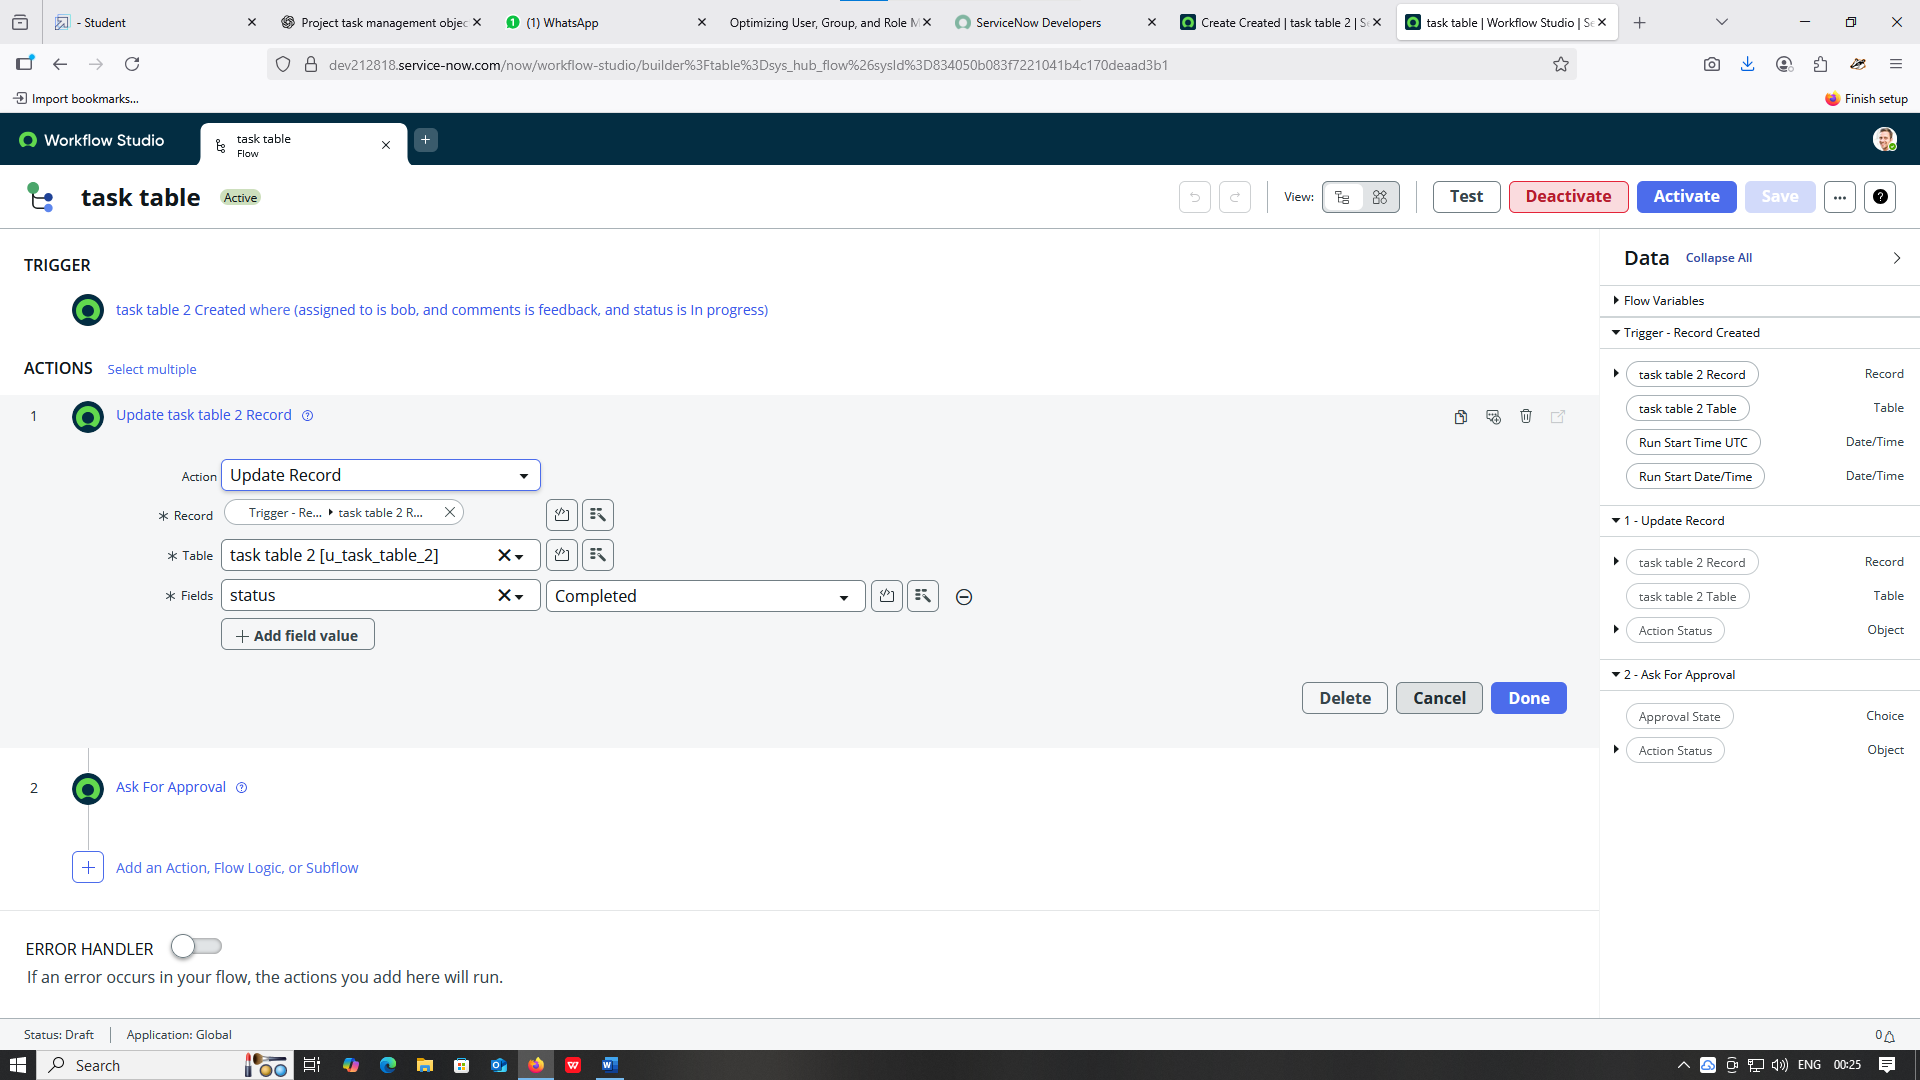 - Student
Project task management objec
(1) WhatsApp
Optimizing User, Group, and Role M
ServiceNow Developers
Create Created | task table 2 | Se
task table | Workflow Studio | Se
dev212818.service-now.com/now/workflow-studio/builder%3Ftable%3Dsys_hub_flow%26sysId%3D834050b083f7221041b4c170deaad3b1
Import bookmarks...
Finish setup
Workflow Studio
task table
Flow
task table
Active
View:
Test
Deactivate
Activate
Save
TRIGGER
task table 2 Created where (assigned to is bob, and comments is feedback, and status is In progress)
ACTIONS
Select multiple
1
Update task table 2 Record
Action
Update Record
Record
Trigger - Re...
task table 2 R...
Table
task table 2 [u_task_table_2]
Fields
status
Completed
Add field value
Delete
Cancel
Done
2
Ask For Approval
Add an Action, Flow Logic, or Subflow
ERROR HANDLER
If an error occurs in your flow, the actions you add here will run.
Data
Collapse All
Flow Variables
Trigger - Record Created
task table 2 Record
Record
task table 2 Table
Table
Run Start Time UTC
Date/Time
Run Start Date/Time
Date/Time
1 - Update Record
task table 2 Record
Record
task table 2 Table
Table
Action Status
Object
2 - Ask For Approval
Approval State
Choice
Action Status
Object
Status: Draft
Application: Global
0
Search
ENG
00:25